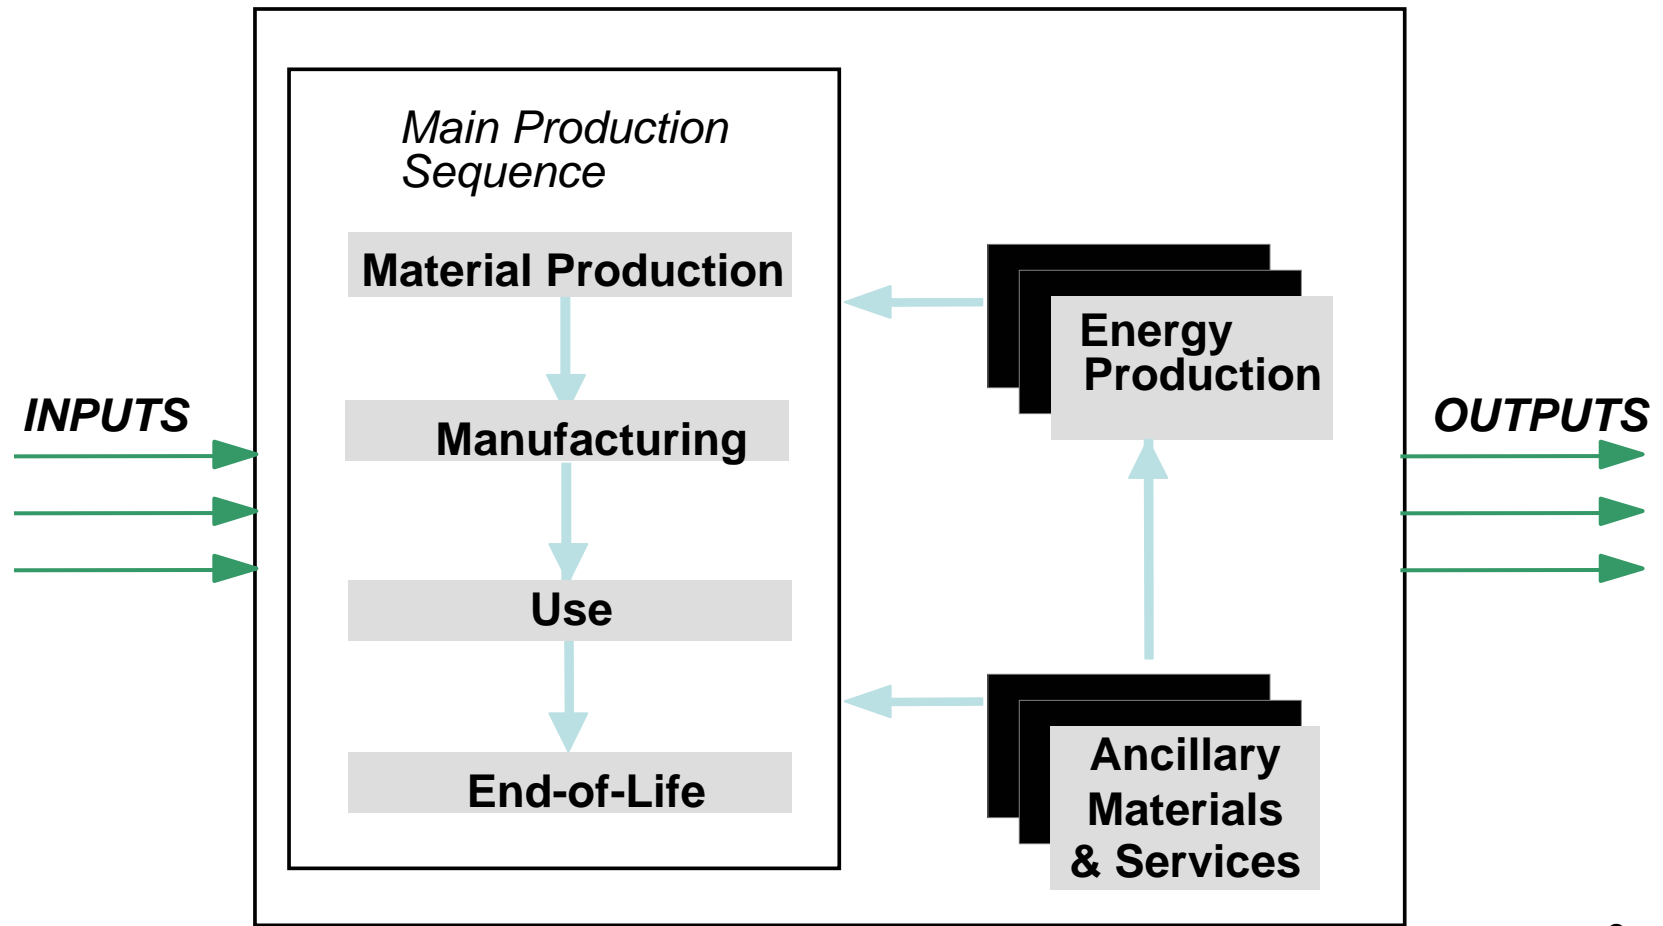 Main Production
Sequence
Material Production
Manufacturing
Use
End-of-Life
INPUTS
Energy
Production
Ancillary
Materials
& Services
OUTPUTS